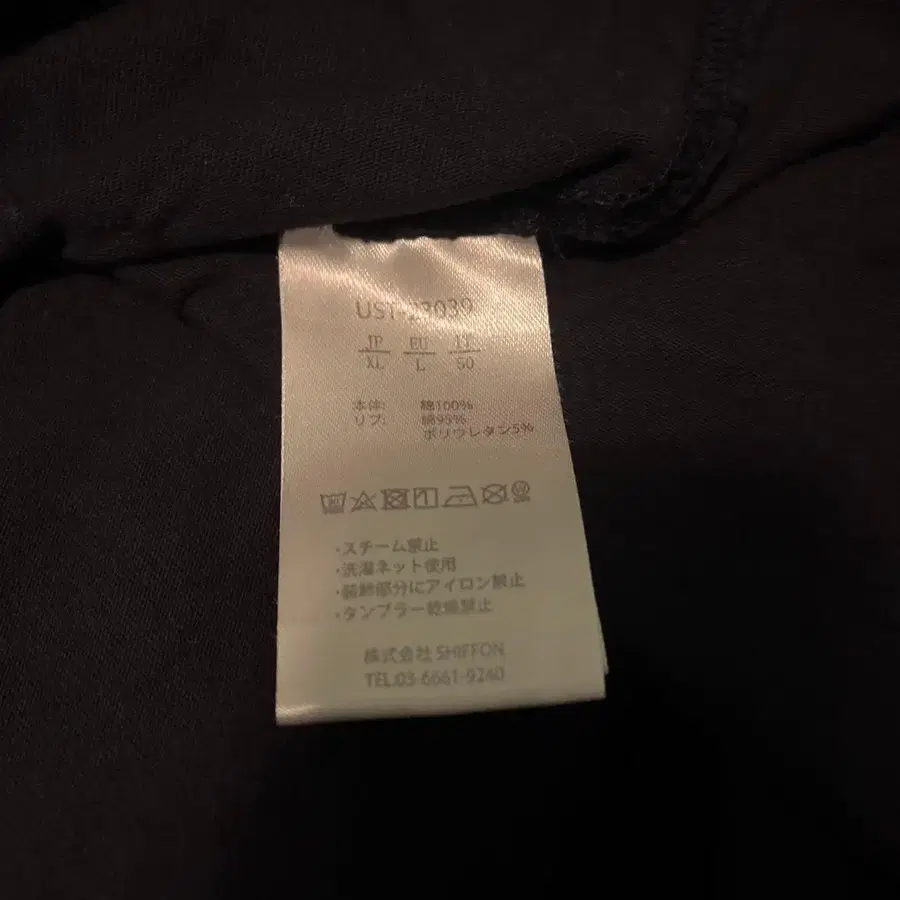 UST-23039
JP EU IT
XL L 50
本体: 綿100%
リブ: 綿95%
ポリウレタン5%
・スチーム禁止
・洗濯ネット使用
・装飾部分にアイロン禁止
・タンブラー乾燥禁止
株式会社 SHIFFON
TEL.03-6661-9240